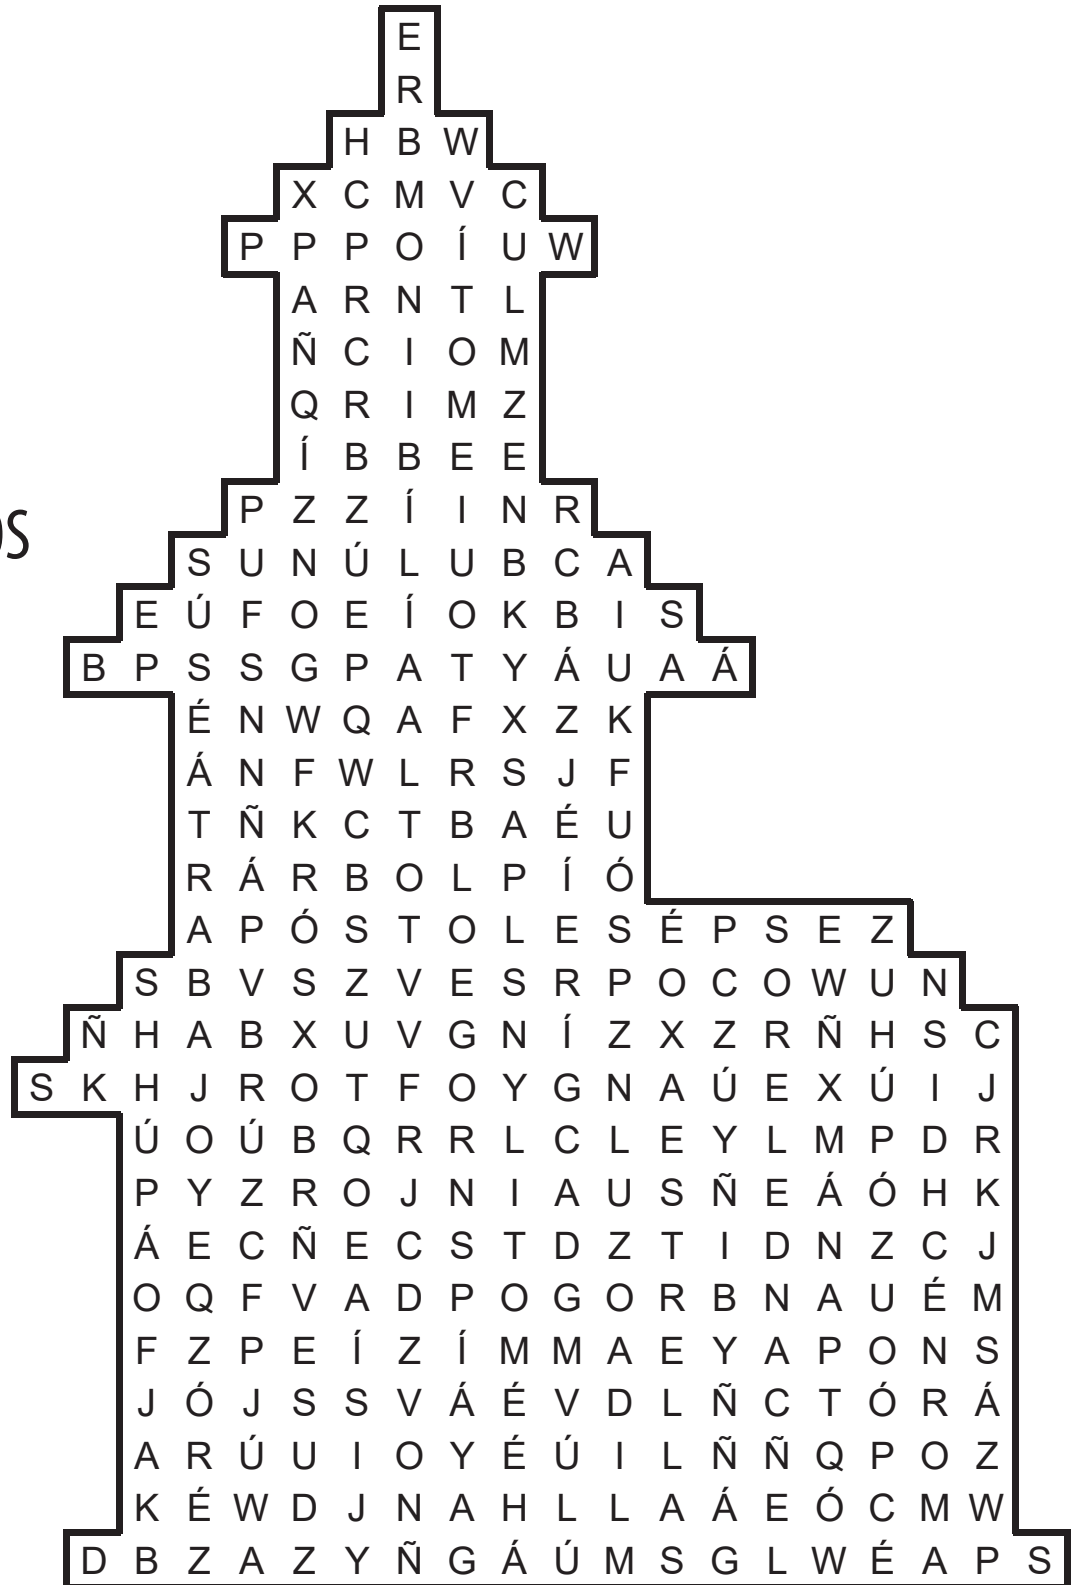 E
R
H B W
X C M V C
P P P O Í U W
A R N T L
Ñ C I O M
Q R I M Z
Í B B E E
P Z Z Í I N R
S U N Ú L U B C A
E Ú F O E Í O K B I S
B P S S G P A T Y Á U A Á
É N W Q A F X Z K
Á N F W L R S J F
T Ñ K C T B A É U
R Á R B O L P Í Ó
A P Ó S T O L E S É P S E Z
S B V S Z V E S R P O C O W U N
Ñ H A B X U V G N Í Z X Z R Ñ H S C
S K H J R O T F O Y G N A Ú E X Ú I J
Ú O Ú B Q R R L C L E Y L M P D R
P Y Z R O J N I A U S Ñ E Á Ó H K
Á E C Ñ E C S T D Z T I D N Z C J
O Q F V A D P O G O R B N A U É M
F Z P E Í Z Í M M A E Y A P O N S
J Ó J S S V Á É V D L Ñ C T Ó R Á
A R Ú U I O Y É Ú I L Ñ Ñ Q P O Z
K É W D J N A H L L A Á E Ó C M W
D B Z A Z Y Ñ G Á Ú M S G L W É A P S